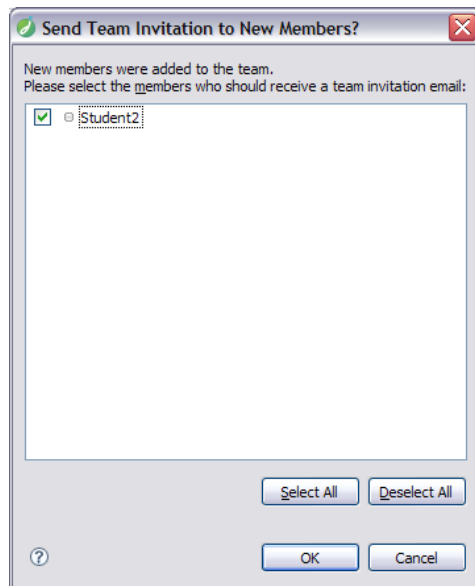 Send Team Invitation to New Members?
New members were added to the team.
Please select the members who should receive a team invitation email:
Student2
Select All
Deselect All
?
OK
Cancel